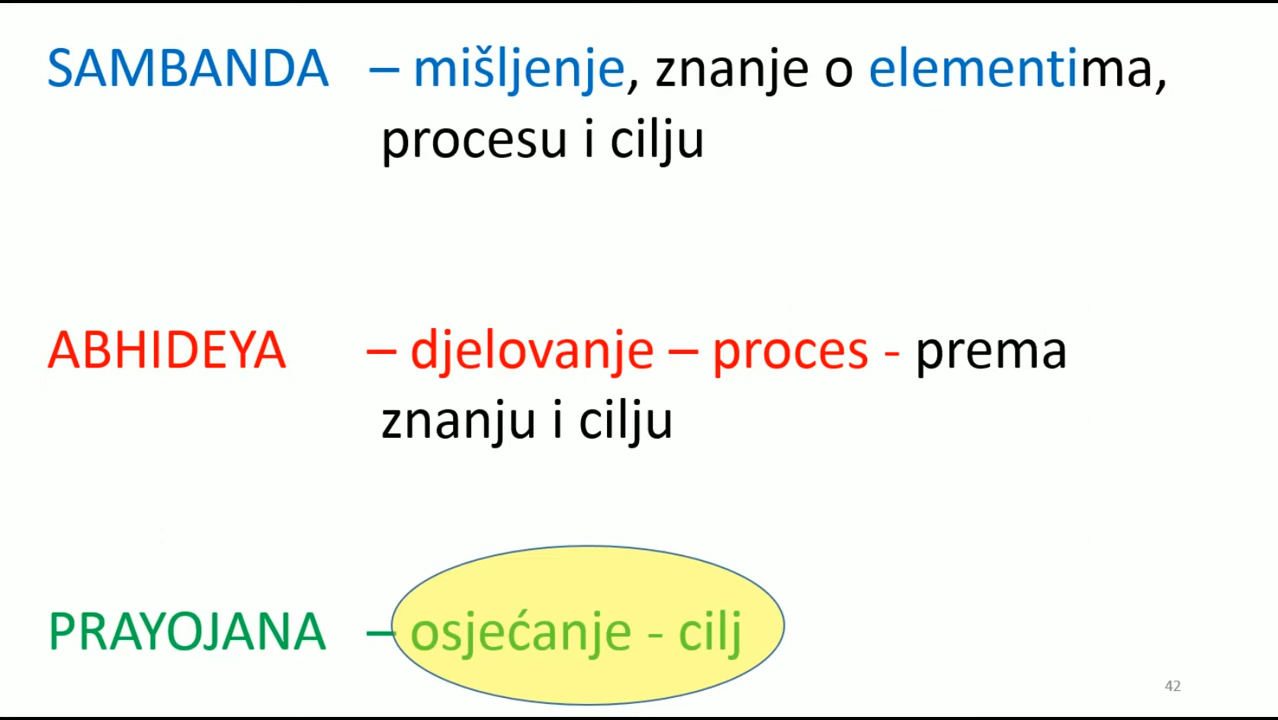 SAMBANDA – mišljenje, znanje o elementima,
procesu i cilju
ABHIDEYA – djelovanje – proces - prema
znanju i cilju
PRAYOJANA – osjećanje - cilj
42